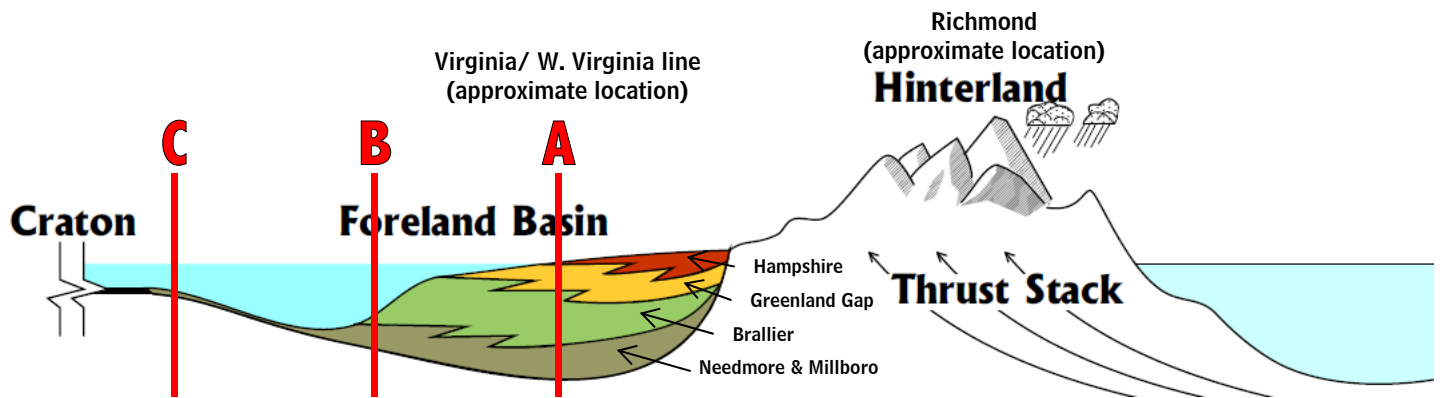 Richmond
(approximate location)
Virginia/ W. Virginia line
(approximate location)
Hinterland
C
B
A
Craton
Foreland Basin
Hampshire
Greenland Gap
Thrust Stack
Brallier
Needmore & Millboro